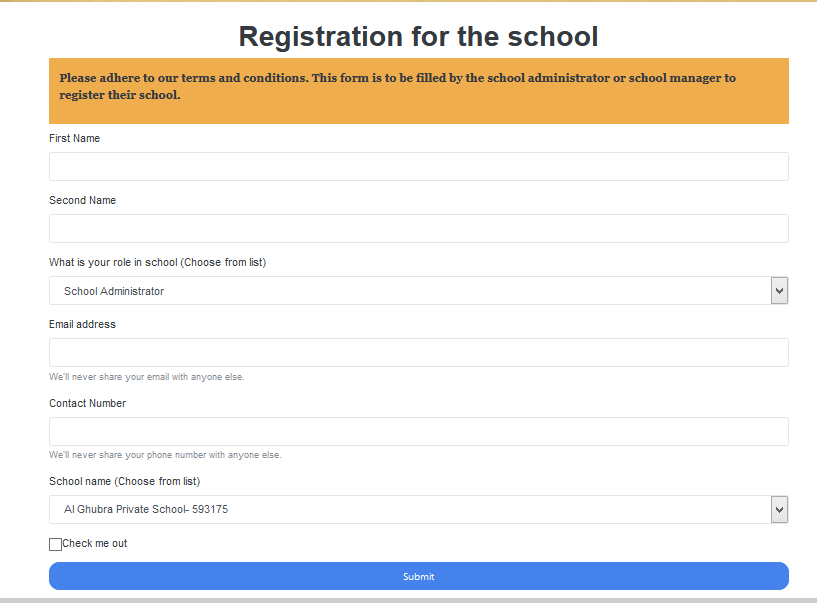 Registration for the school
Please adhere to our terms and conditions. This form is to be filled by the school administrator or school manager to
register their school.
First Name
Second Name
What is your role in school (Choose from list)
School Administrator
Email address
We'll never share your email with anyone else.
Contact Number
We'll never share your phone number with anyone else.
School name (Choose from list)
Al Ghubra Private School- 593175
Check me out
Submit